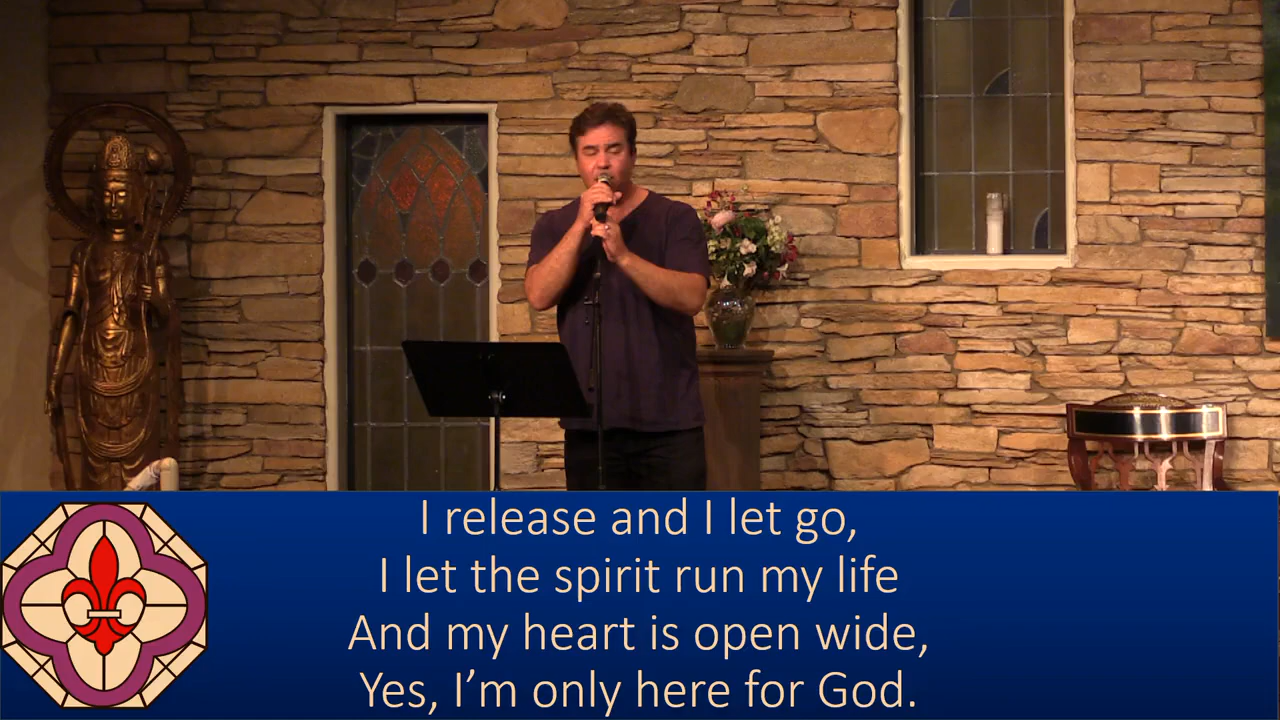 I release and I let go,
I let the spirit run my life
And my heart is open wide,
Yes, I'm only here for God.